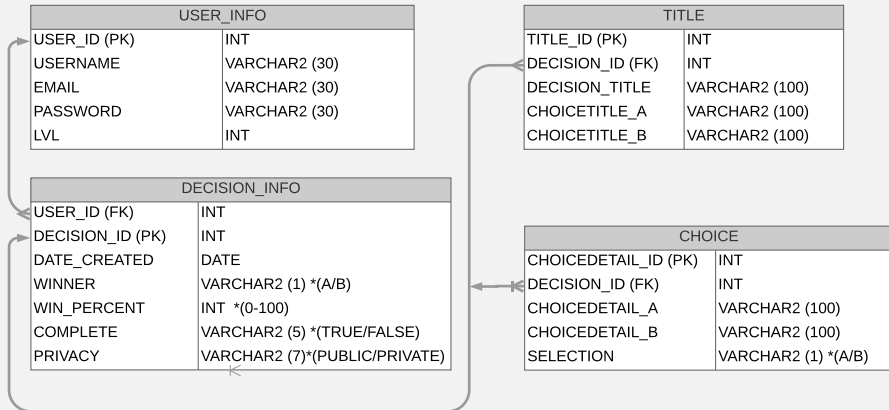 USER_INFO
USER_ID (PK) INT
USERNAME VARCHAR2 (30)
EMAIL VARCHAR2 (30)
PASSWORD VARCHAR2 (30)
LVL INT
DECISION_INFO
USER_ID (FK) INT
DECISION_ID (PK) INT
DATE_CREATED DATE
WINNER VARCHAR2 (1) *(A/B)
WIN_PERCENT INT *(0-100)
COMPLETE VARCHAR2 (5) *(TRUE/FALSE)
PRIVACY VARCHAR2 (7)*(PUBLIC/PRIVATE)
TITLE
TITLE_ID (PK) INT
DECISION_ID (FK) INT
DECISION_TITLE VARCHAR2 (100)
CHOICETITLE_A VARCHAR2 (100)
CHOICETITLE_B VARCHAR2 (100)
CHOICE
CHOICEDETAIL_ID (PK) INT
DECISION_ID (FK) INT
CHOICEDETAIL_A VARCHAR2 (100)
CHOICEDETAIL_B VARCHAR2 (100)
SELECTION VARCHAR2 (1) *(A/B)